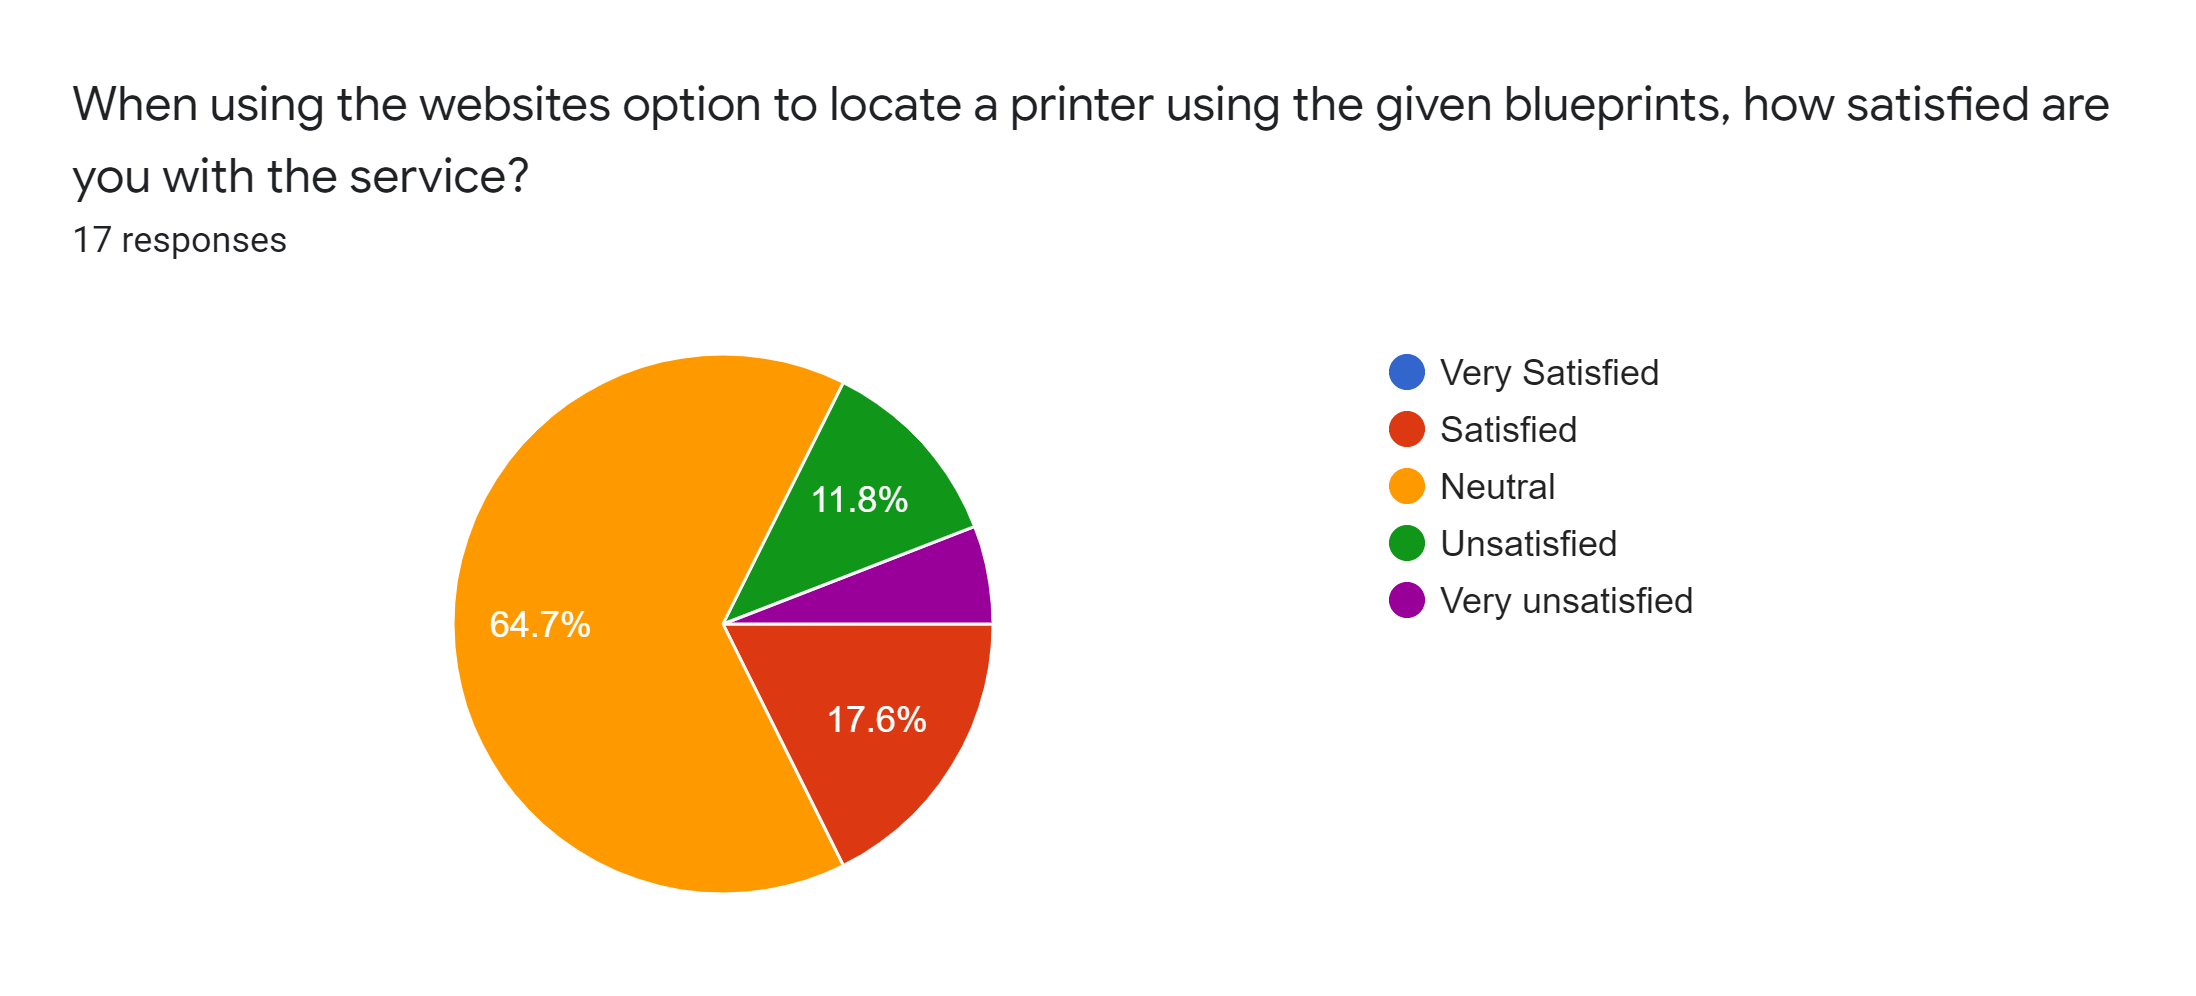 When using the websites option to locate a printer using the given blueprints, how satisfied are
you with the service?
17 responses
Very Satisfied
Satisfied
Neutral
Unsatisfied
Very unsatisfied
11.8%
64.7%
17.6%